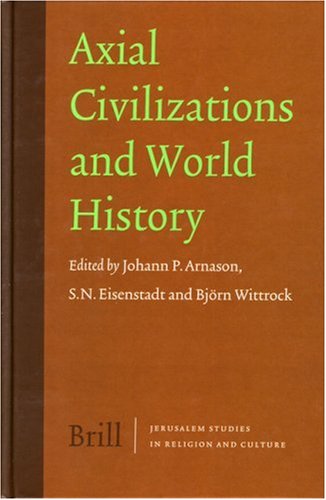 Axial
Civilizations
and World
History
Edited by Johann P. Arnason,
S.N. Eisenstadt and Björn Wittrock
Brill
JERUSALEM STUDIES
IN RELIGION AND CULTURE